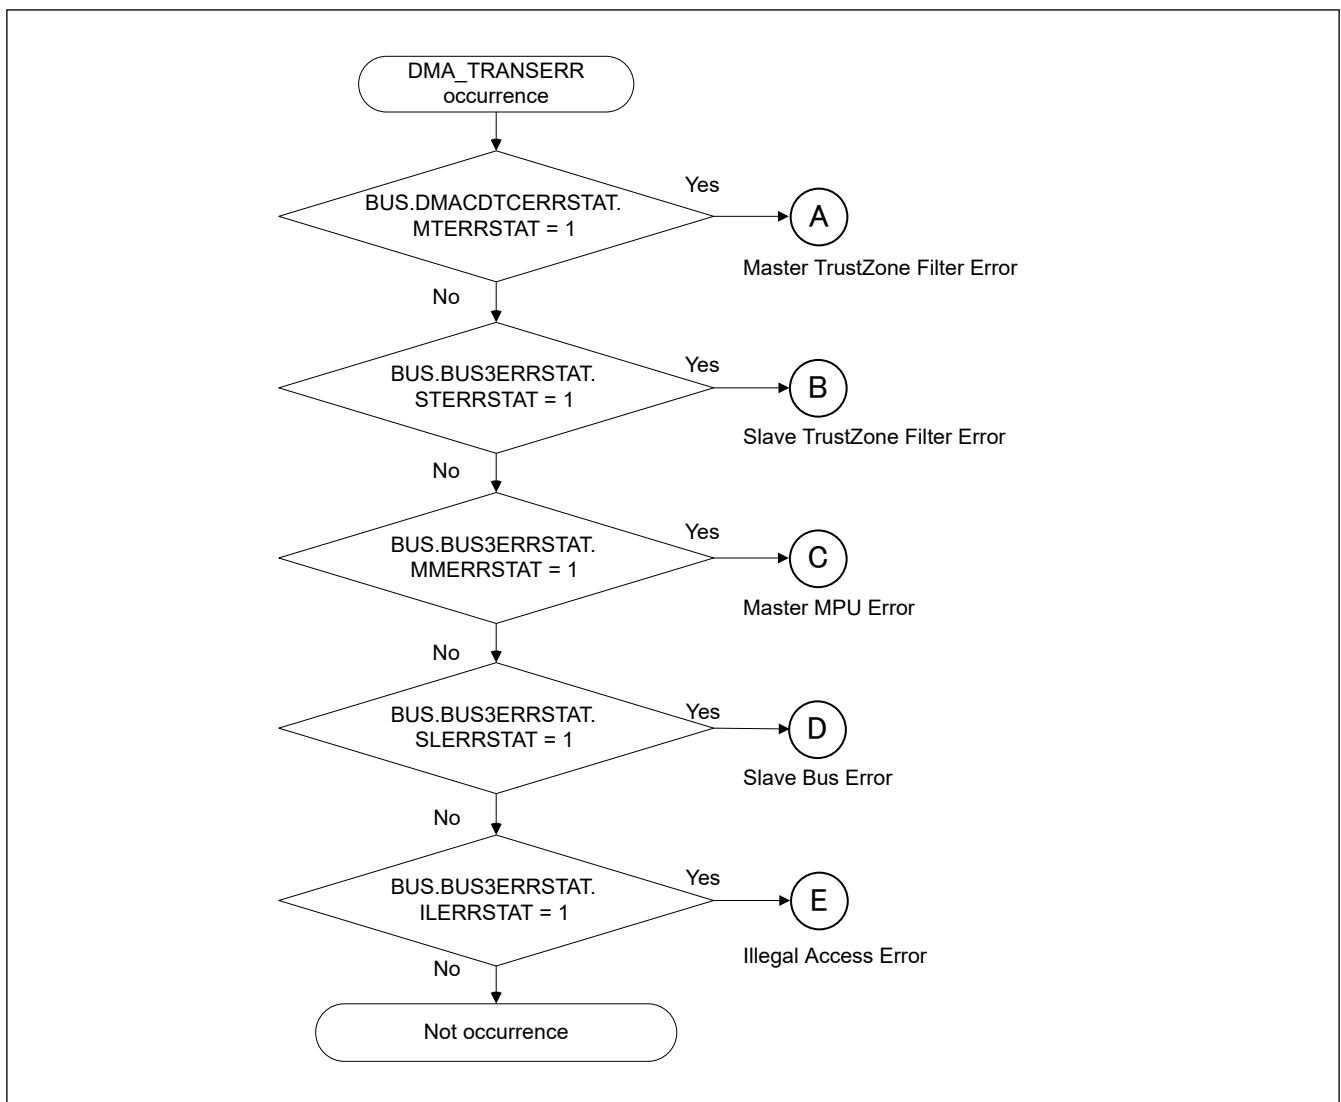 DMA_TRANSERR
occurrence
BUS.DMACDTCERRSTAT.
MTERRSTAT = 1
Yes
A
Master TrustZone Filter Error
No
BUS.BUS3ERRSTAT.
STERRSTAT = 1
Yes
B
Slave TrustZone Filter Error
No
BUS.BUS3ERRSTAT.
MMERRSTAT = 1
Yes
C
Master MPU Error
No
BUS.BUS3ERRSTAT.
SLERRSTAT = 1
Yes
D
Slave Bus Error
No
BUS.BUS3ERRSTAT.
ILERRSTAT = 1
Yes
E
Illegal Access Error
No
Not occurrence